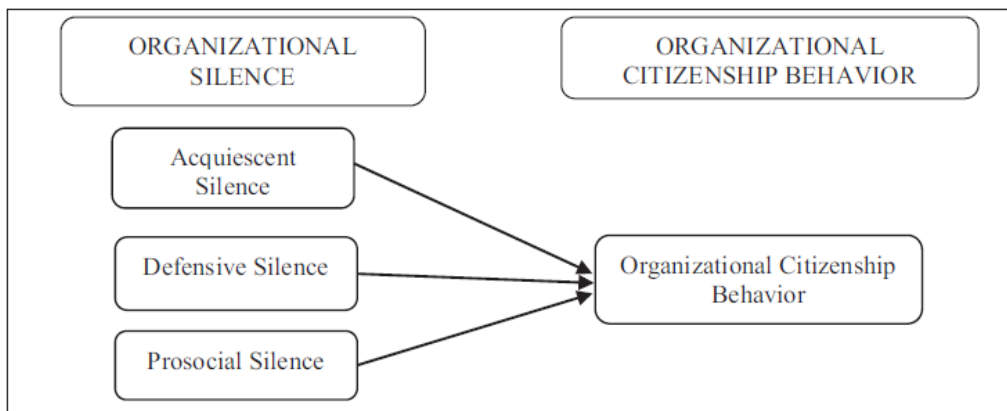 ORGANIZATIONAL
SILENCE
ORGANIZATIONAL
CITIZENSHIP BEHAVIOR
Acquiescent
Silence
Defensive Silence
Prosocial Silence
Organizational Citizenship
Behavior